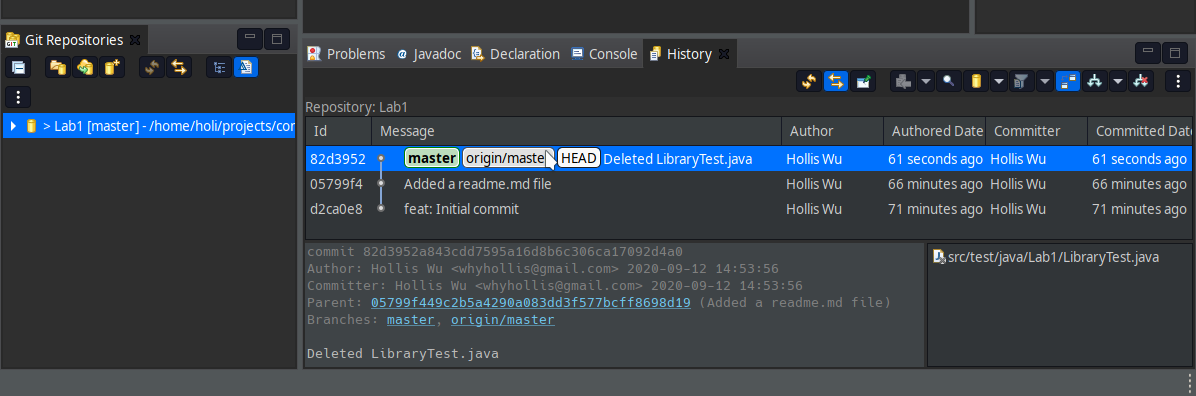 Git Repositories
> Lab1 [master] - /home/holi/projects/cor
Problems
Javadoc
Declaration
Console
History
Repository: Lab1
Id Message Author Authored Date Committer Committed Date
82d3952 master origin/maste HEAD Deleted LibraryTest.java Hollis Wu 61 seconds ago Hollis Wu 61 seconds ago
05799f4 Added a readme.md file Hollis Wu 66 minutes ago Hollis Wu 66 minutes ago
d2ca0e8 feat: Initial commit Hollis Wu 71 minutes ago Hollis Wu 71 minutes ago
commit 82d3952a843cdd7595a16d8b6c306ca17092d4a0
Author: Hollis Wu <whyhollis@gmail.com> 2020-09-12 14:53:56
Committer: Hollis Wu <whyhollis@gmail.com> 2020-09-12 14:53:56
Parent: 05799f449c2b5a4290a083dd3f577bcff8698d19 (Added a readme.md file)
Branches: master, origin/master
Deleted LibraryTest.java
src/test/java/Lab1/LibraryTest.java